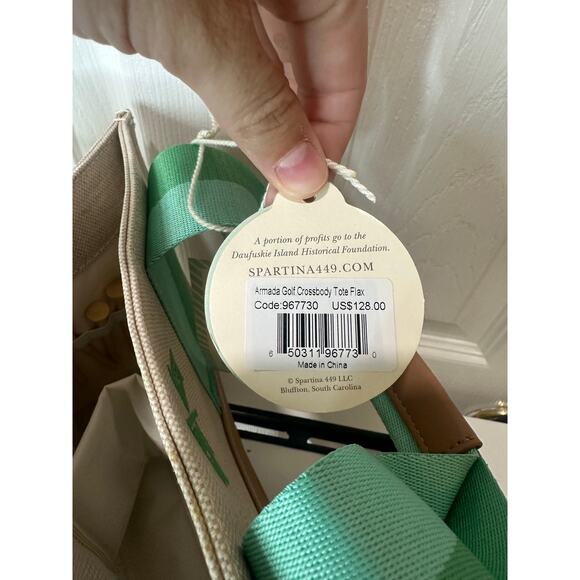 A portion of profits go to the
Daufuskie Island Historical Foundation.
SPARTINA449.COM
Armada Golf Crossbody Tote Flax
Code:967730 US$128.00
6 50311 96773 0
Made in China
© Spartina 449 LLC
Bluffton, South Carolina